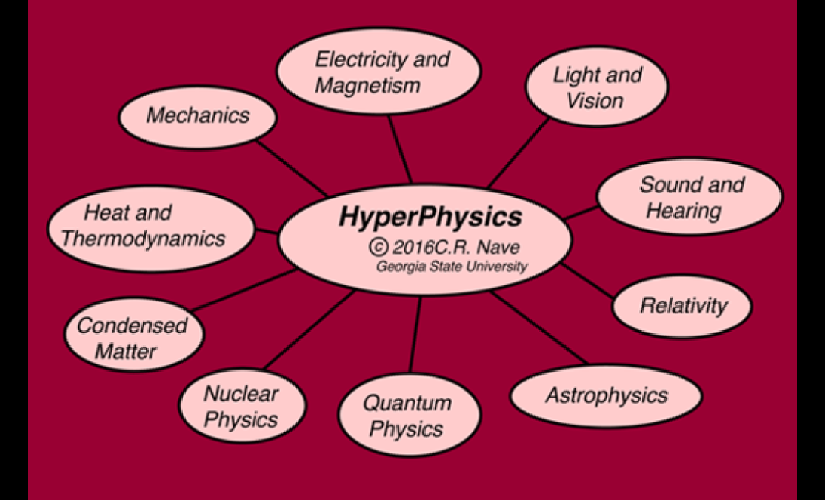 Electricity and
Magnetism
Light and
Vision
Mechanics
Sound and
Hearing
Heat and
Thermodynamics
HyperPhysics
© 2016C.R. Nave
Georgia State University
Relativity
Condensed
Matter
Nuclear
Physics
Quantum
Physics
Astrophysics